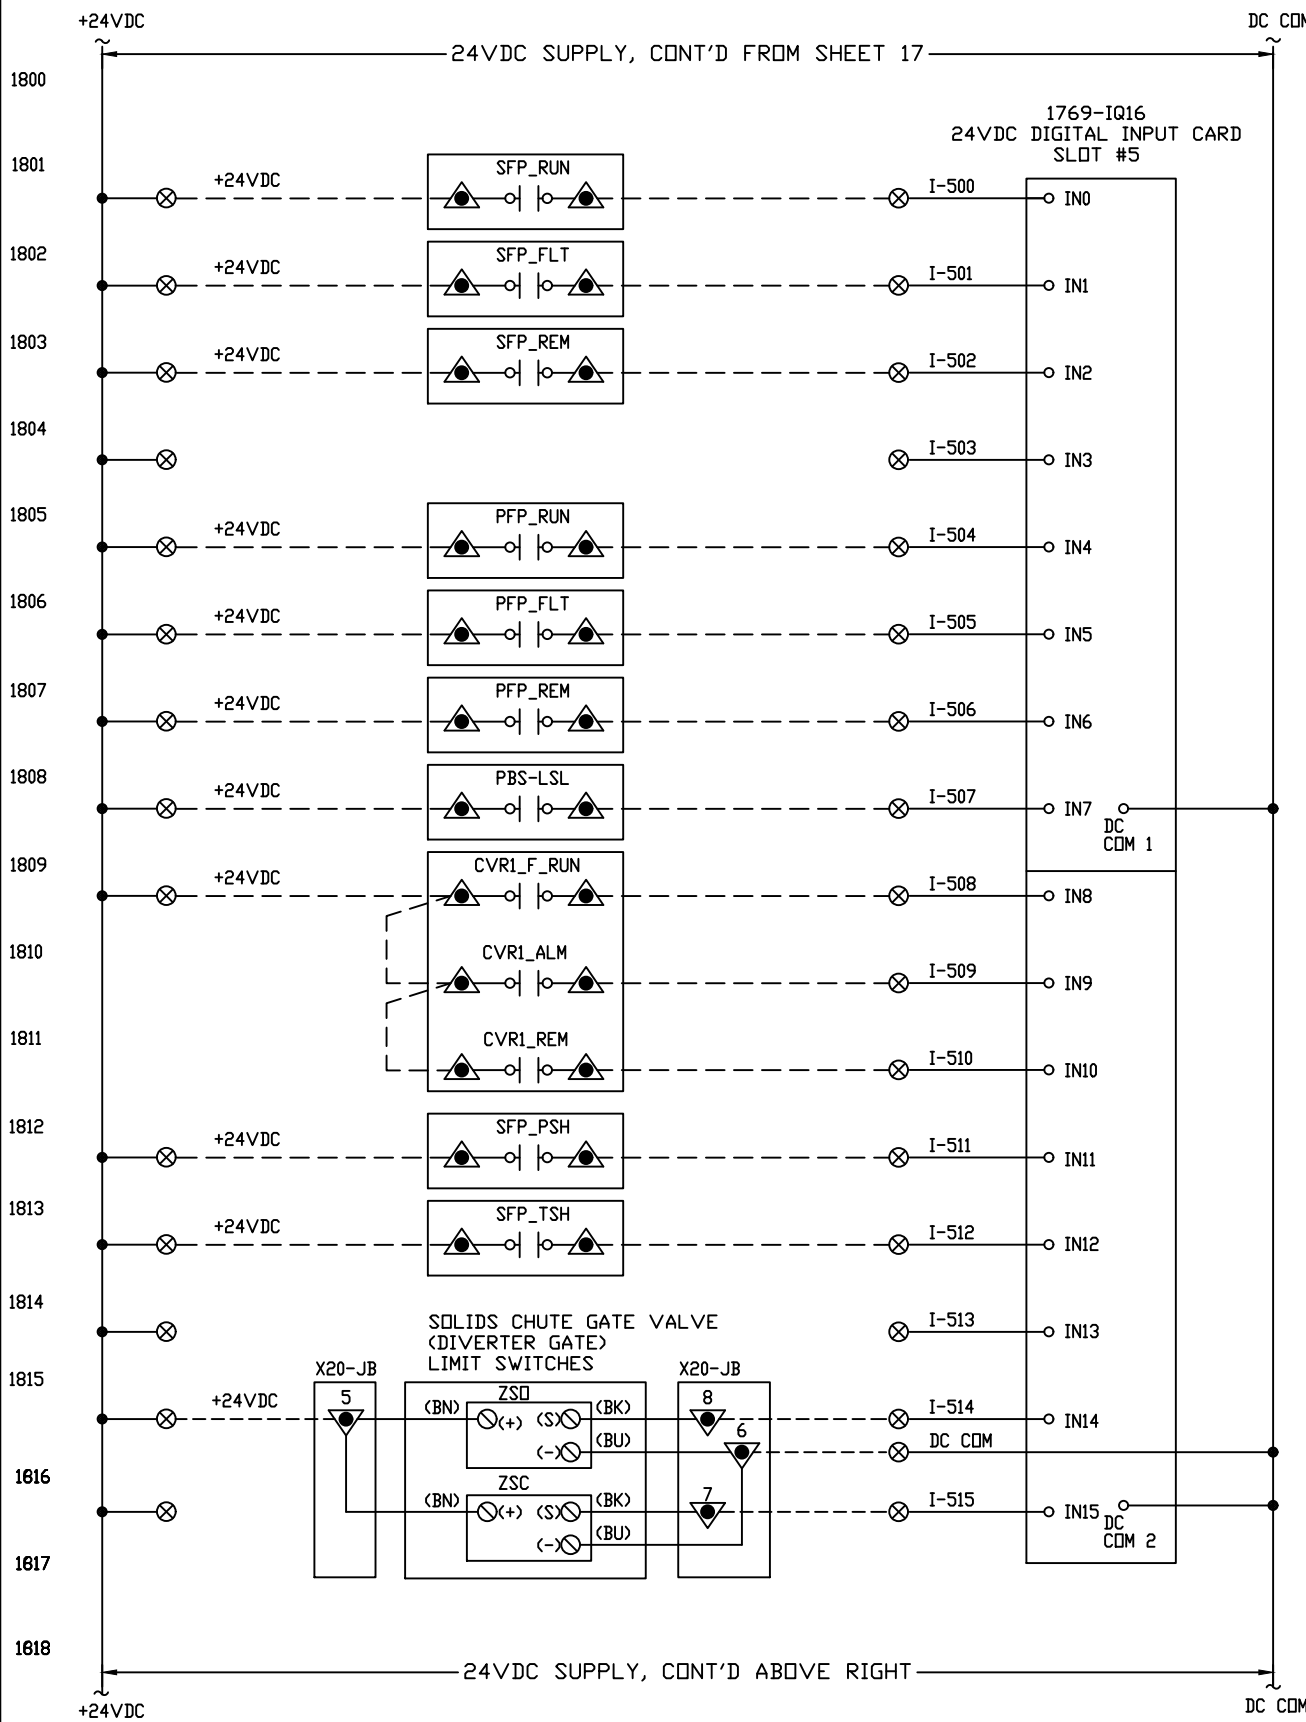 +24VDC
DC COM
24VDC SUPPLY, CONT'D FROM SHEET 17
1800
1769-IQ16
24VDC DIGITAL INPUT CARD
SLOT #5
1801
+24VDC
SFP_RUN
I-500
IN0
1802
+24VDC
SFP_FLT
I-501
IN1
1803
+24VDC
SFP_REM
I-502
IN2
1804
I-503
IN3
1805
+24VDC
PFP_RUN
I-504
IN4
1806
+24VDC
PFP_FLT
I-505
IN5
1807
+24VDC
PFP_REM
I-506
IN6
1808
+24VDC
PBS-LSL
I-507
IN7
DC
COM 1
1809
+24VDC
CVR1_F_RUN
I-508
IN8
1810
CVR1_ALM
I-509
IN9
1811
CVR1_REM
I-510
IN10
1812
+24VDC
SFP_PSH
I-511
IN11
1813
+24VDC
SFP_TSH
I-512
IN12
1814
SOLIDS CHUTE GATE VALVE
(DIVERTER GATE)
LIMIT SWITCHES
I-513
IN13
1815
X20-JB
X20-JB
+24VDC
5
(BN)
ZSO
(+)
(S)
(BK)
8
I-514
IN14
(-)
(BU)
6
DC COM
1816
ZSC
(BN)
(+)
(S)
(BK)
7
I-515
IN15
DC
COM 2
(-)
(BU)
1817
1818
24VDC SUPPLY, CONT'D ABOVE RIGHT
+24VDC
DC COM